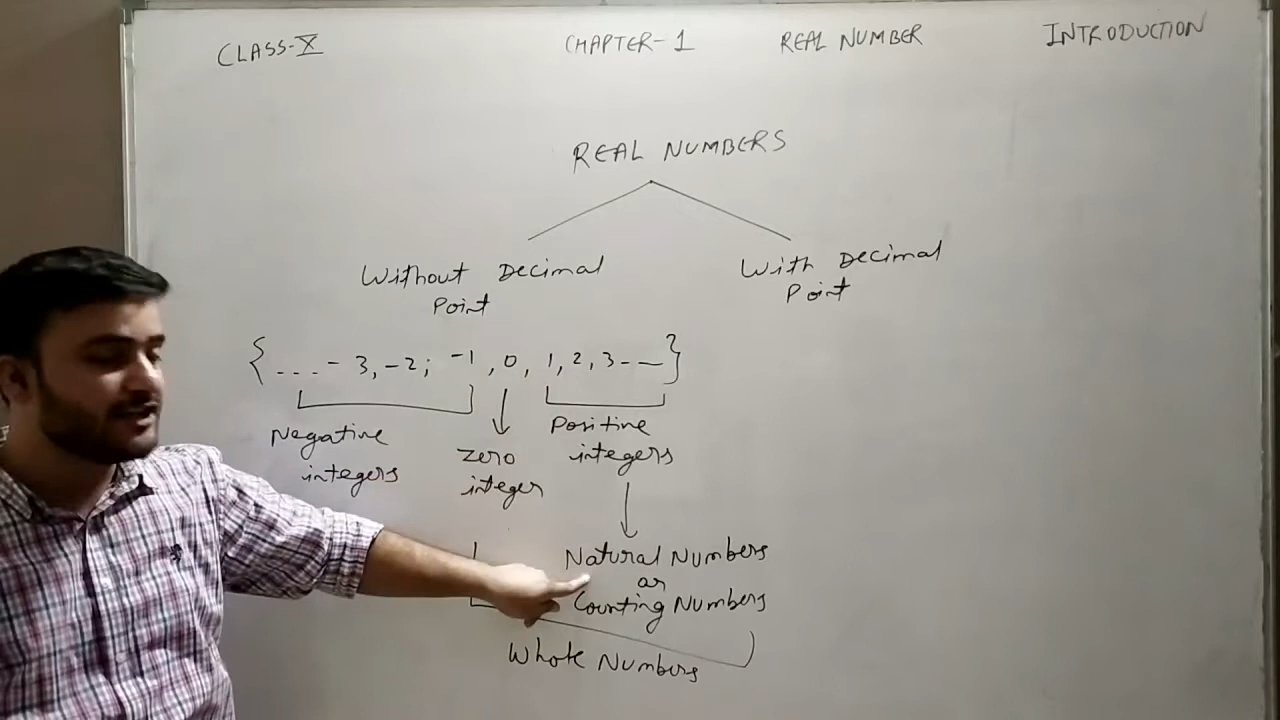 CLASS-X
CHAPTER-1
REAL NUMBER
INTRODUCTION
REAL NUMBERS
Without Decimal
Point
With Decimal
Point
{ ... - 3, -2; -1, 0, 1, 2, 3 - — }
Negative
integers
Zero
integer
Positive
integers
Natural Numbers
or
Counting Numbers
Whole Numbers